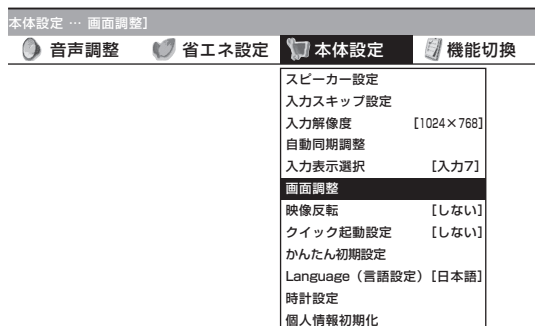 本体設定 … 画面調整]
音声調整 省エネ設定 本体設定 機能切換
スピーカー設定
入力スキップ設定
入力解像度 [1024×768]
自動同期調整
入力表示選択 [入力7]
画面調整
映像反転 [しない]
クイック起動設定 [しない]
かんたん初期設定
Language（言語設定）[日本語]
時計設定
個人情報初期化